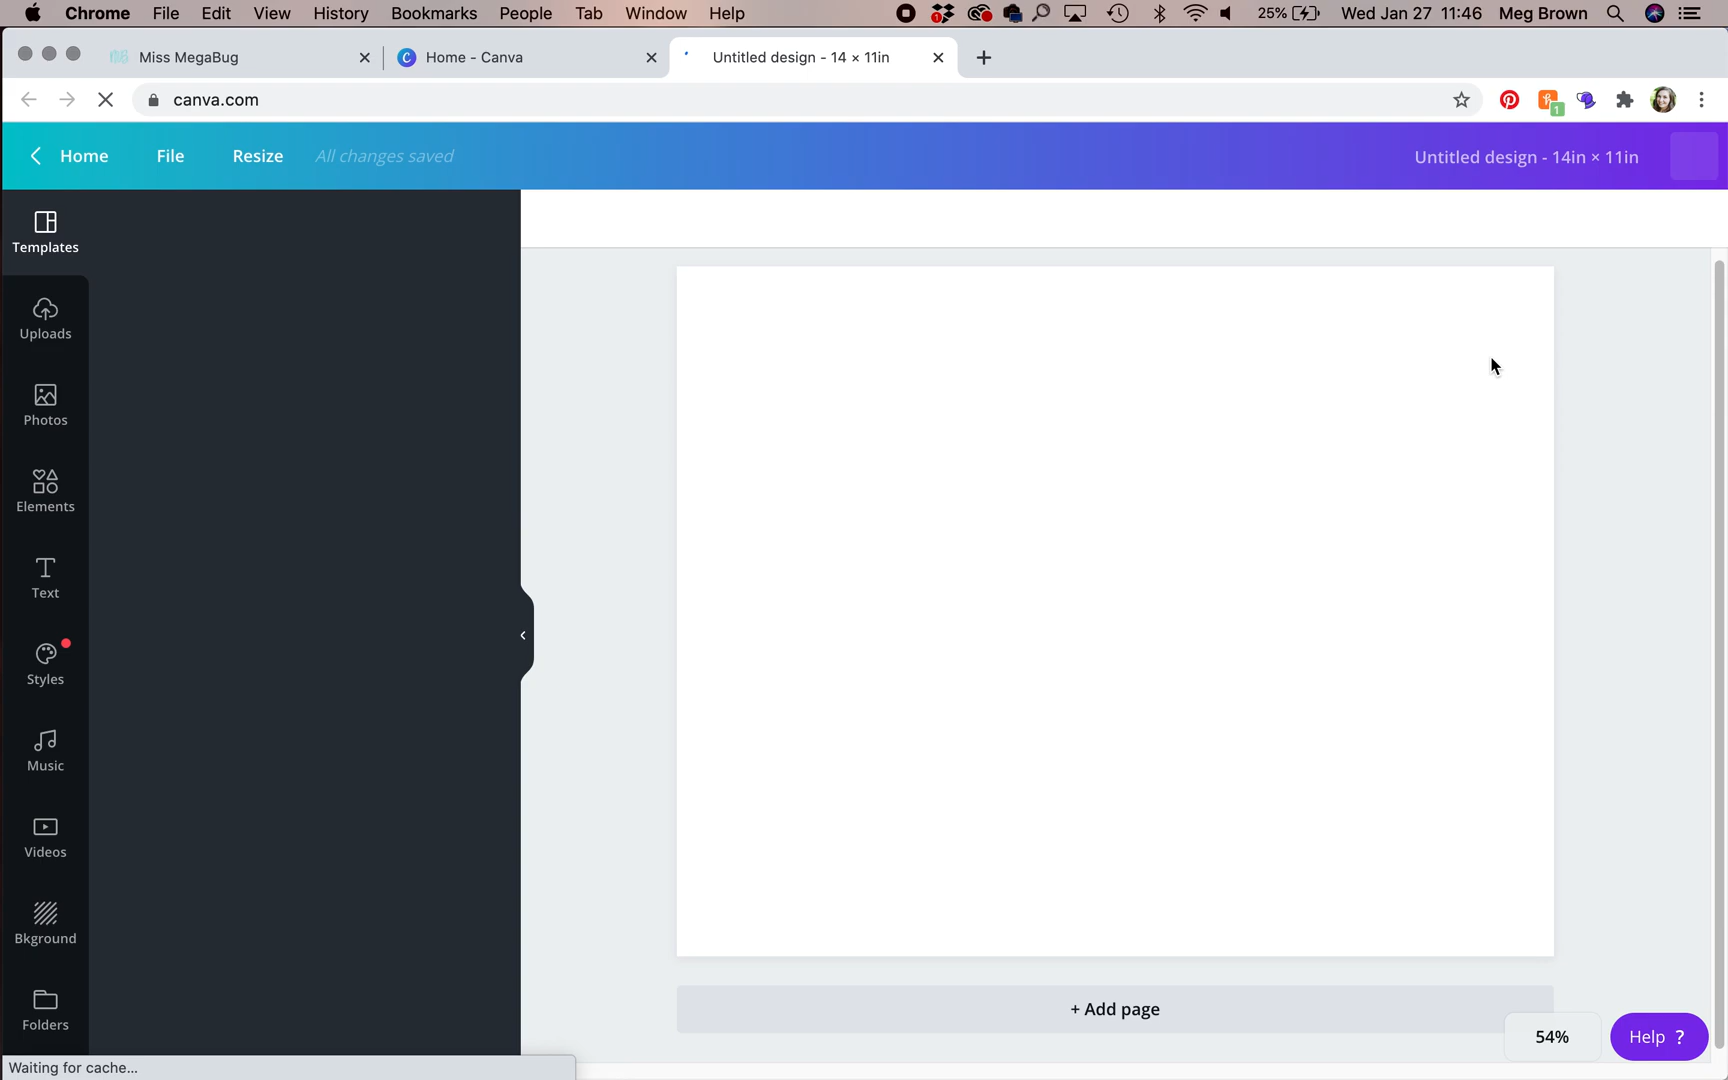 Chrome File Edit View History Bookmarks People Tab Window Help 1 25% Wed Jan 27 11:46 Meg Brown
Miss MegaBug
Home - Canva
Untitled design - 14 × 11in
canva.com
1
Home File Resize All changes saved Untitled design - 14in × 11in
Templates
Uploads
Photos
Elements
Text
Styles
Music
Videos
Bkground
Folders
+ Add page
54%
Help ?
Waiting for cache...